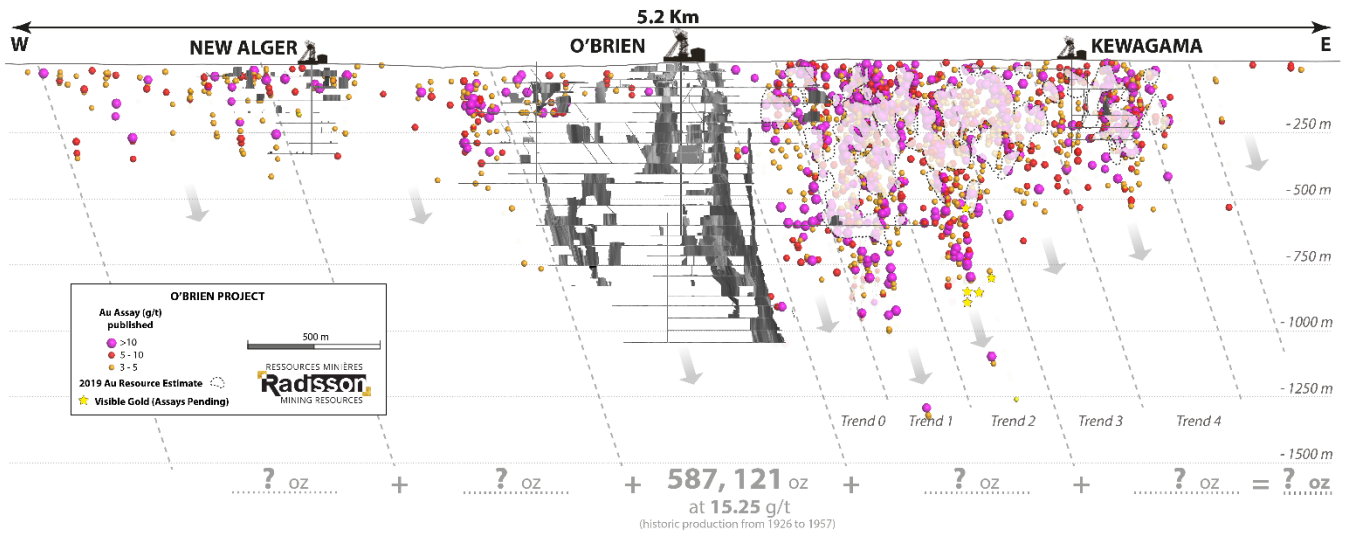 5.2 Km
W
NEW ALGER
O'BRIEN
KEWAGAMA
E
- 250 m
- 500 m
- 750 m
- 1000 m
- 1250 m
- 1500 m
O'BRIEN PROJECT
Au Assay (g/t)
published
>10
5 - 10
3 - 5
2019 Au Resource Estimate
Visible Gold (Assays Pending)
500 m
RESSOURCES MINIÈRES
Radisson
MINING RESOURCES
Trend 0
Trend 1
Trend 2
Trend 3
Trend 4
? oz + ? oz + 587, 121 oz + ? oz + ? oz = ? oz
at 15.25 g/t
(historic production from 1926 to 1957)